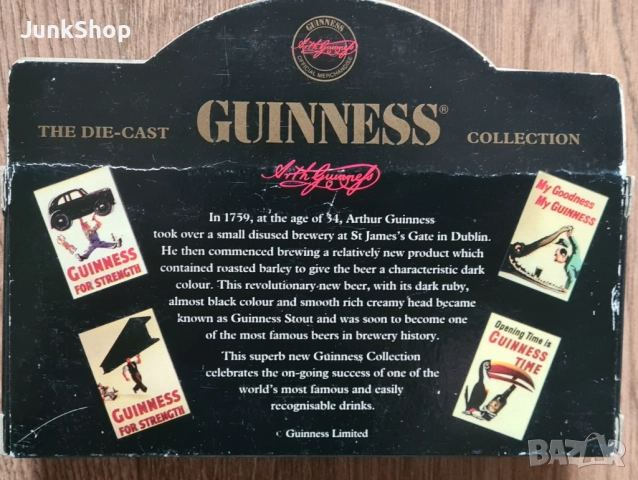 JunkShop
GUINNESS
Arth Guinness
OFFICIAL MERCHANDISE
THE DIE-CAST GUINNESS® COLLECTION
Arth Guinness
In 1759, at the age of 34, Arthur Guinness
took over a small disused brewery at St James's Gate in Dublin.
He then commenced brewing a relatively new product which
contained roasted barley to give the beer a characteristic dark
colour. This revolutionary new beer, with its dark ruby,
almost black colour and smooth rich creamy head became
known as Guinness Stout and was soon to become one
of the most famous beers in brewery history.
This superb new Guinness Collection
celebrates the on-going success of one of the
world's most famous and easily
recognisable drinks.
© Guinness Limited
GUINNESS
FOR STRENGTH
GUINNESS
FOR STRENGTH
My Goodness
My GUINNESS
Opening Time is
GUINNESS
TIME
BAZAR